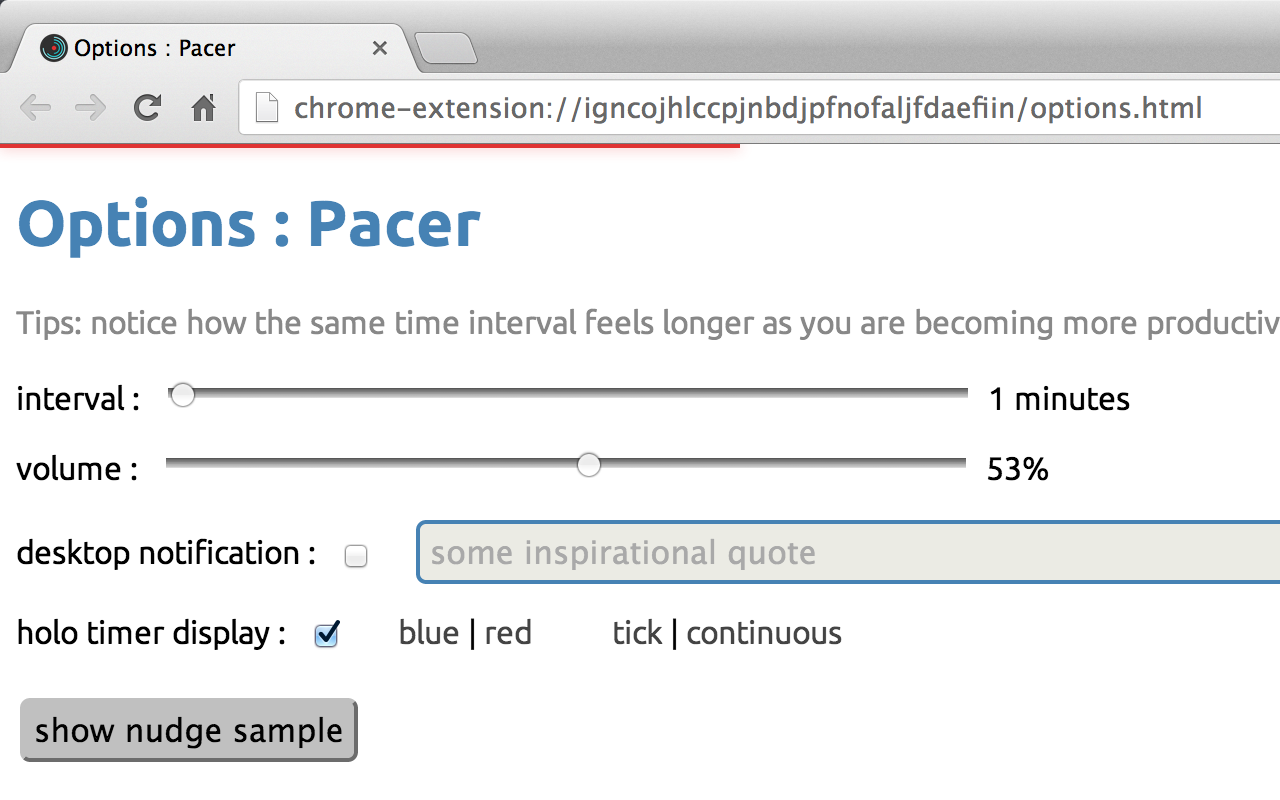 Options : Pacer
chrome-extension://igncojhlccpjnbdjpfnofaljfdaefiin/options.html
Options : Pacer
Tips: notice how the same time interval feels longer as you are becoming more productiv
interval : 1 minutes
volume : 53%
desktop notification : some inspirational quote
holo timer display : blue | red tick | continuous
show nudge sample